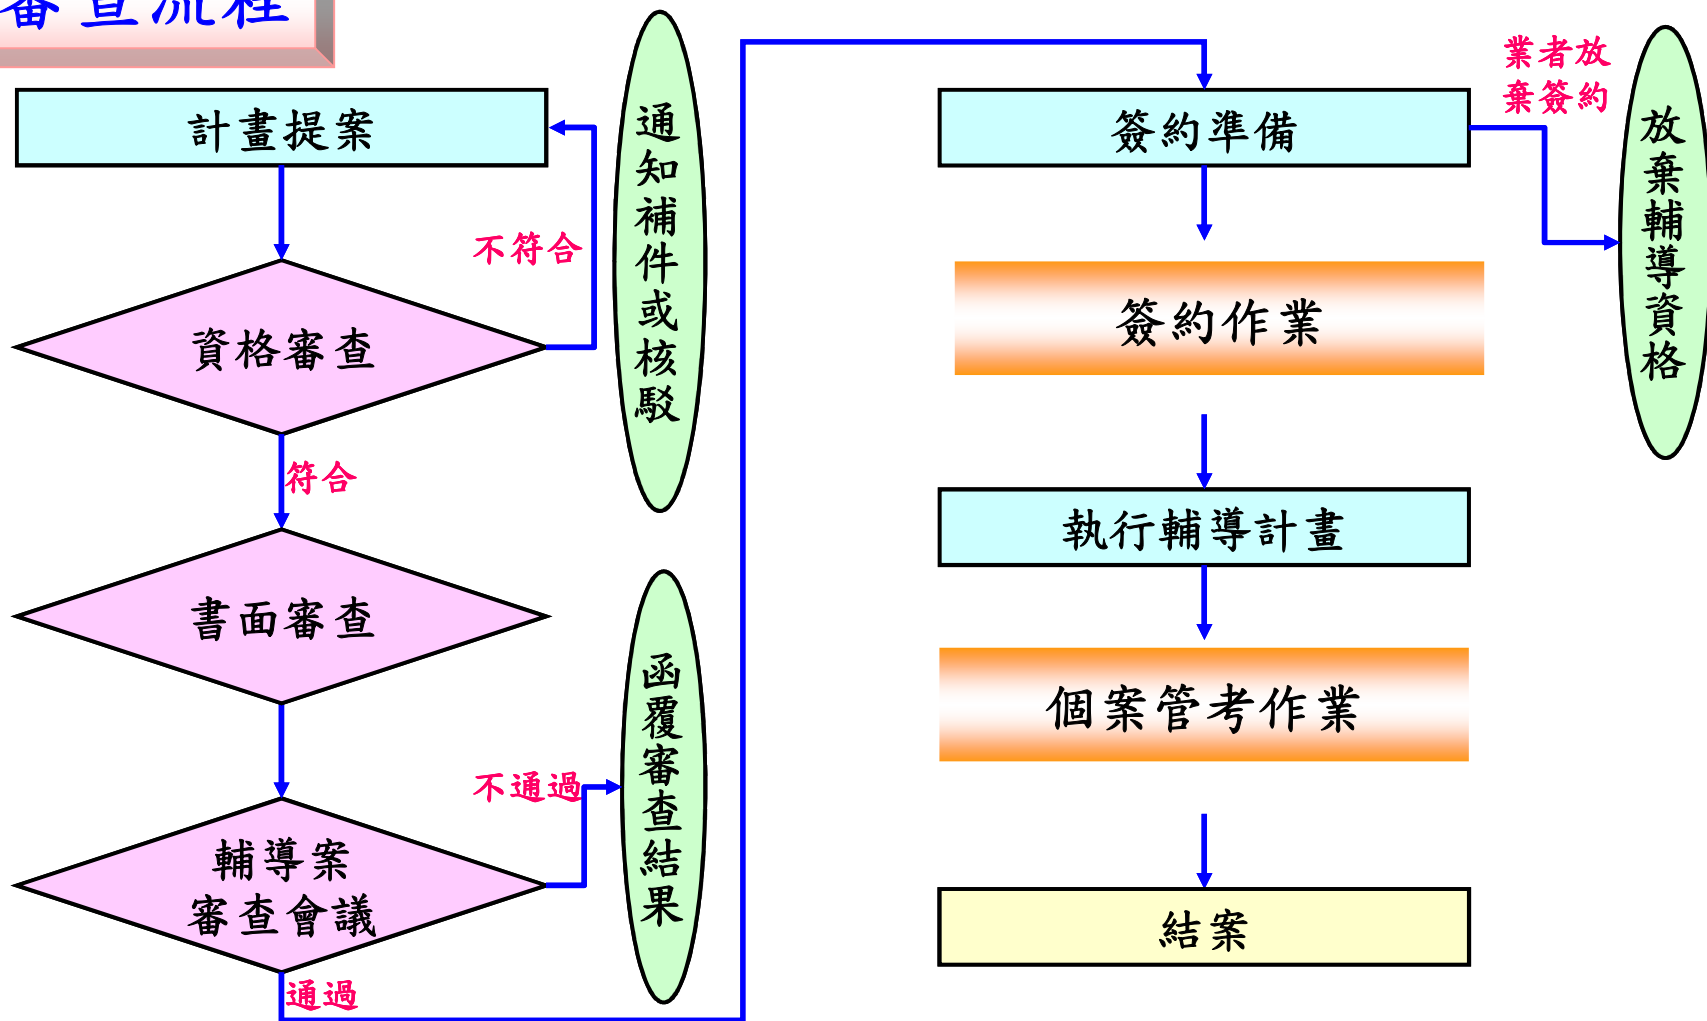 審查流程
計畫提案
不符合
通知補件或核駁
資格審查
符合
書面審查
不通過
函覆審查結果
輔導案
審查會議
通過
簽約準備
業者放
棄簽約
放棄輔導資格
簽約作業
執行輔導計畫
個案管考作業
結案